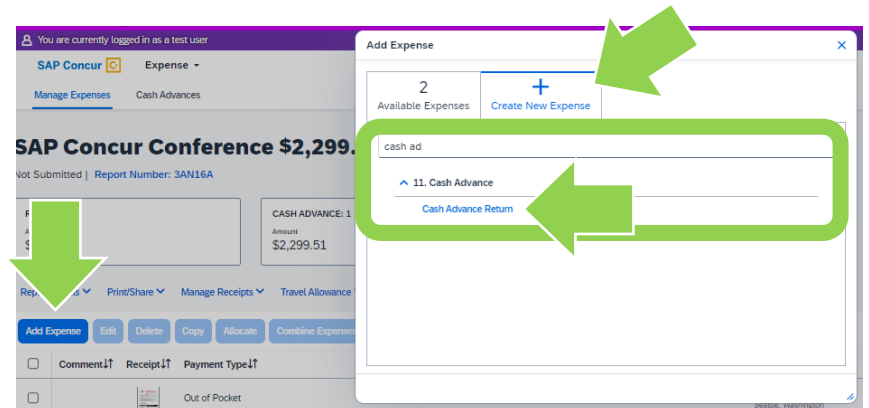 You are currently logged in as a test user
SAP Concur C Expense
Manage Expenses Cash Advances
SAP Concur Conference $2,299.
Not Submitted | Report Number: 3AN16A
CASH ADVANCE: 1
Amount
$2,299.51
Print/Share Manage Receipts Travel Allowance
Add Expense Edit Delete Copy Allocate Combine Expenses
Comment↓↑ Receipt↓↑ Payment Type↓↑
Out of Pocket
Seattle, Washington
Add Expense ×
2
Available Expenses
+
Create New Expense
cash ad
11. Cash Advance
Cash Advance Return